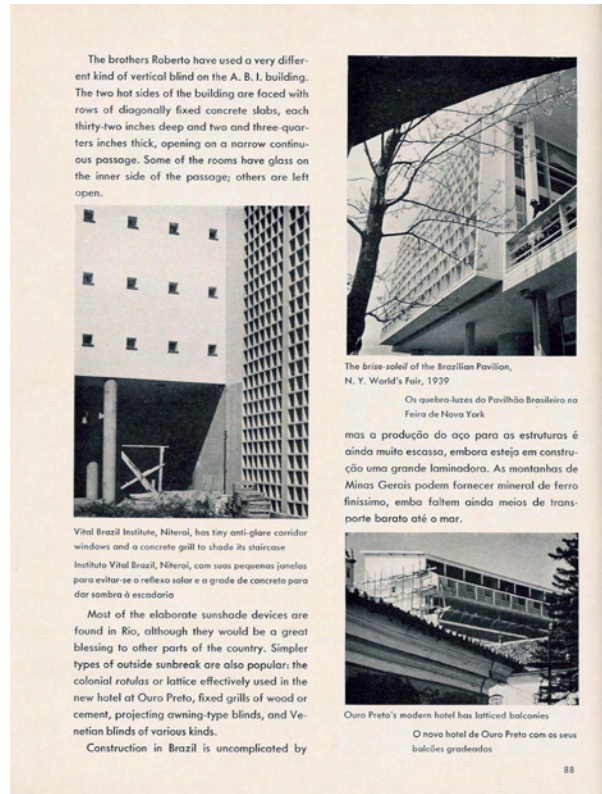 The brothers Roberto have used a very differ-
ent kind of vertical blind on the A. B. I. building.
The two hot sides of the building are faced with
rows of diagonally fixed concrete slabs, each
thirty-two inches deep and two and three-quar-
ters inches thick, opening on a narrow continu-
ous passage. Some of the rooms have glass on
the inner side of the passage; others are left
open.
Vital Brazil Institute, Niteroi, has tiny anti-glare corridor
windows and a concrete grill to shade its staircase
Instituto Vital Brazil, Niteroi, com suas pequenas janelas
para evitar-se o reflexo solar e a grade de concreto para
dar sombra à escadaria
Most of the elaborate sunshade devices are
found in Rio, although they would be a great
blessing to other parts of the country. Simpler
types of outside sunbreak are also popular: the
colonial rotulas or lattice effectively used in the
new hotel at Ouro Preto, fixed grills of wood or
cement, projecting awning-type blinds, and Ve-
netian blinds of various kinds.
Construction in Brazil is uncomplicated by
The brise-soleil of the Brazilian Pavilion,
N. Y. World's Fair, 1939
Os quebra-luzes do Pavilhão Brasileiro na
Feira de Nova York
mas a produção do aço para as estruturas é
ainda muito escassa, embora esteja em constru-
ção uma grande laminadora. As montanhas de
Minas Gerais podem fornecer mineral de ferro
finissimo, emba faltem ainda meios de trans-
porte barato até o mar.
Ouro Preto's modern hotel has latticed balconies
O novo hotel de Ouro Preto com os seus
balcões gradeados
88